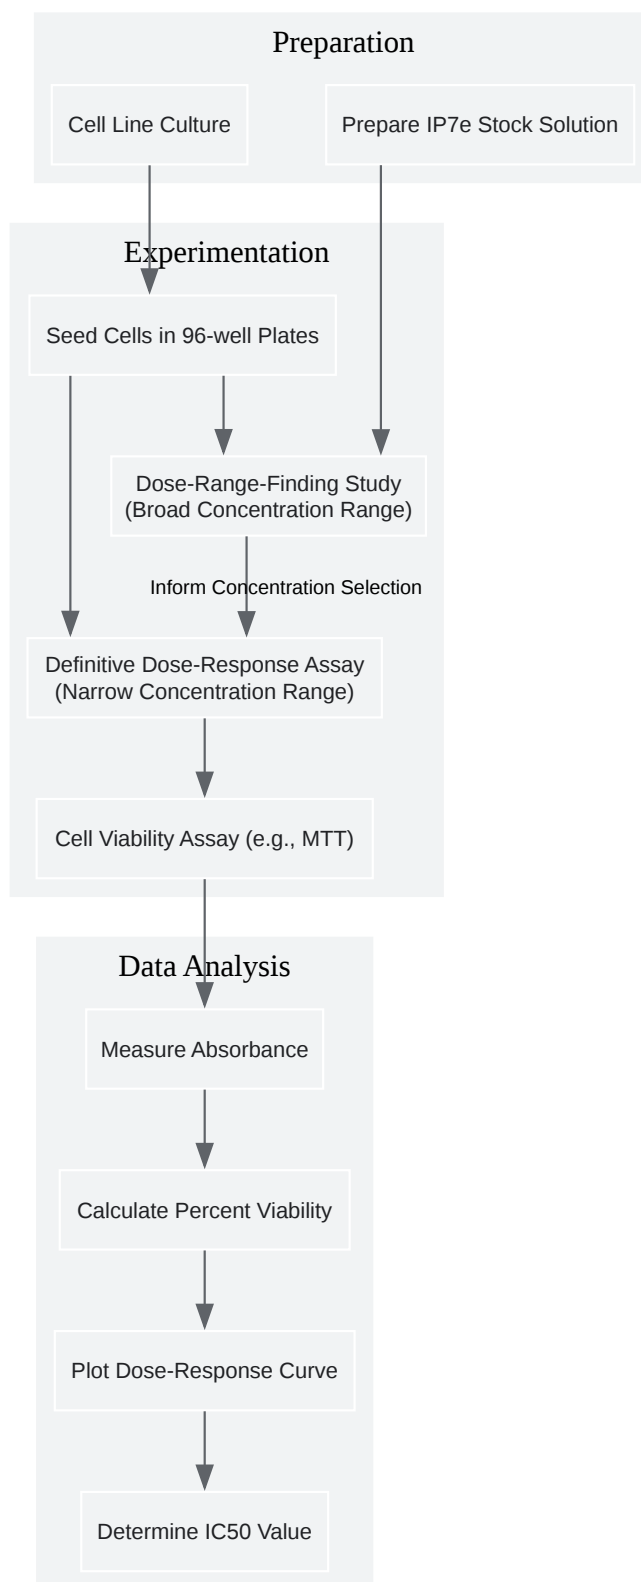 Preparation
Cell Line Culture
Prepare IP7e Stock Solution
Experimentation
Seed Cells in 96-well Plates
Dose-Range-Finding Study
(Broad Concentration Range)
Inform Concentration Selection
Definitive Dose-Response Assay
(Narrow Concentration Range)
Cell Viability Assay (e.g., MTT)
Data Analysis
Measure Absorbance
Calculate Percent Viability
Plot Dose-Response Curve
Determine IC50 Value